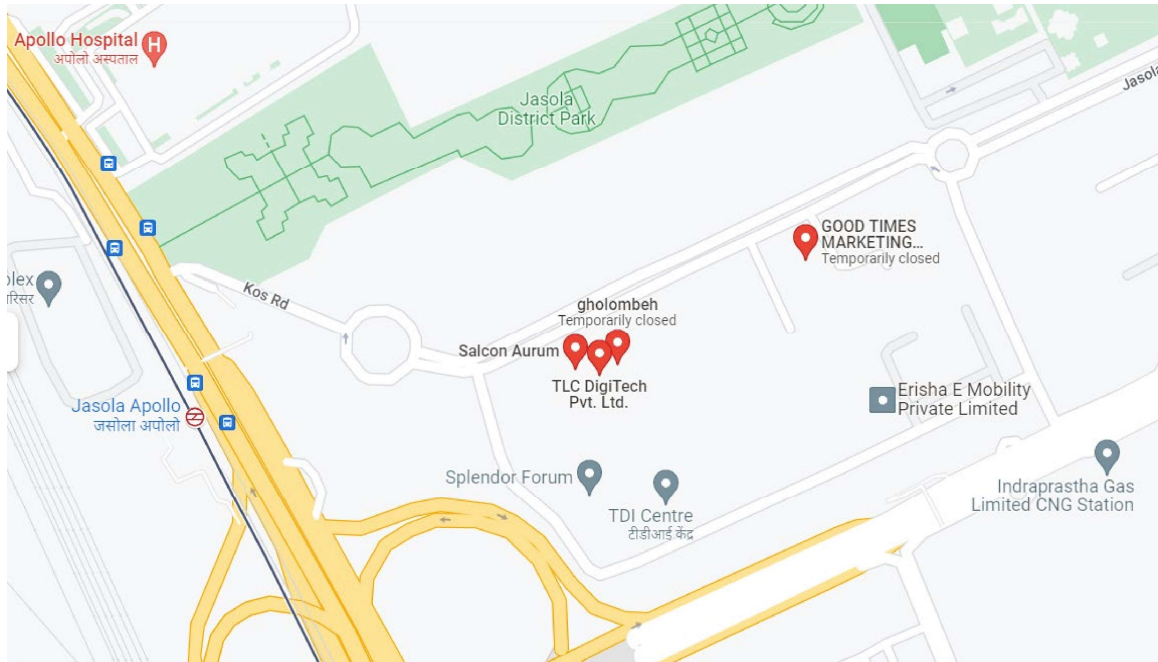 Apollo Hospital
अपोलो अस्पताल
Jasola
District Park
Jasola
GOOD TIMES
MARKETING...
Temporarily closed
Kos Rd
gholombeh
Temporarily closed
Salcon Aurum
TLC DigiTech
Pvt. Ltd.
Erisha E Mobility
Private Limited
Jasola Apollo
जसोला अपोलो
Splendor Forum
TDI Centre
टीडीआई केंद्र
Indraprastha Gas
Limited CNG Station